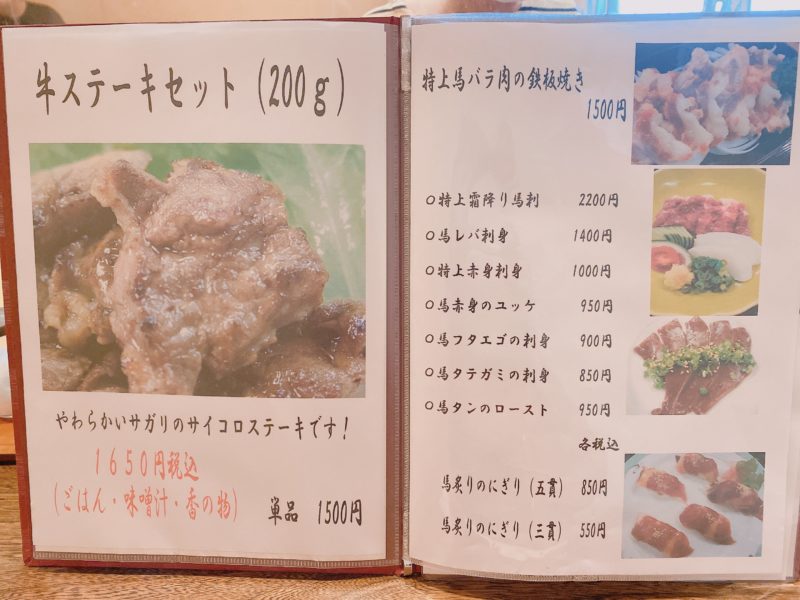 牛ステーキセット（200ｇ）
やわらかいサガリのサイコロステーキです！
１６５０円税込
（ごはん・味噌汁・香の物）
単品　1500円
特上馬バラ肉の鉄板焼き
1500円
○特上霜降り馬刺　2200円
○馬レバ刺身　1400円
○特上赤身刺身　1000円
○馬赤身のユッケ　950円
○馬フタエゴの刺身　900円
○馬タテガミの刺身　850円
○馬タンのロースト　950円
各税込
馬炙りのにぎり（五貫）　850円
馬炙りのにぎり（三貫）　550円